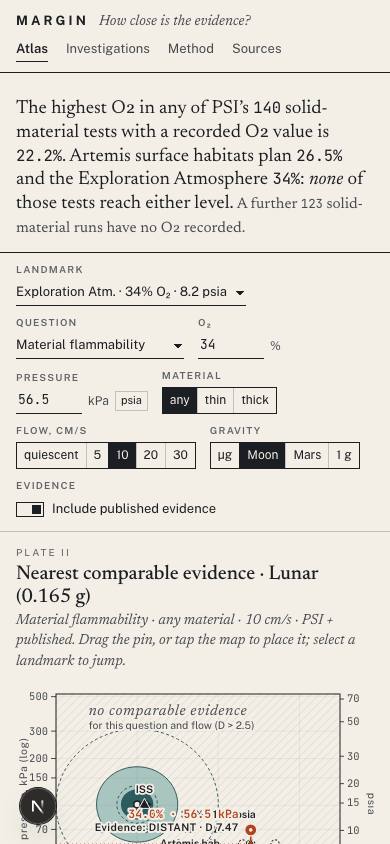 MARGIN How close is the evidence?
Atlas Investigations Method Sources
The highest O2 in any of PSI’s 140 solid-
material tests with a recorded O2 value is
22.2%. Artemis surface habitats plan 26.5%
and the Exploration Atmosphere 34%: none of
those tests reach either level. A further 123 solid-
material runs have no O2 recorded.
LANDMARK
Exploration Atm. · 34% O₂ · 8.2 psia
QUESTION O₂
Material flammability 34 %
PRESSURE MATERIAL
56.5 kPa psia any thin thick
FLOW, CM/S GRAVITY
quiescent 5 10 20 30 µg Moon Mars 1 g
EVIDENCE
Include published evidence
PLATE II
Nearest comparable evidence · Lunar
(0.165 g)
Material flammability · any material · 10 cm/s · PSI +
published. Drag the pin, or tap the map to place it; select a
landmark to jump.
500 70
no comparable evidence
50
for this question and flow (D > 2.5)
300
30
200
kPa (log)
150 20
ISS
psia
N
15
Evidence: DISTANT · D 7.47
70 10